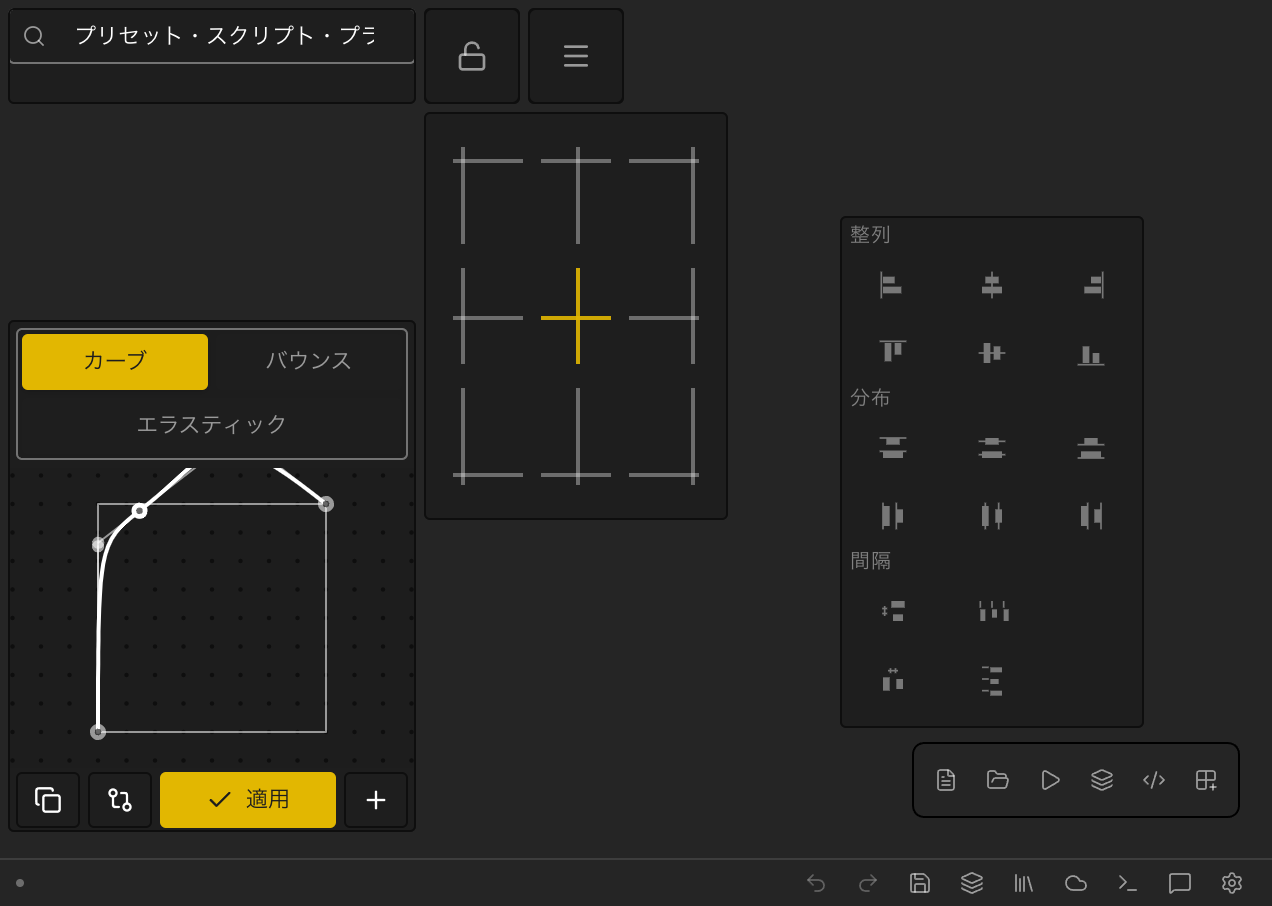 プリセット・スクリプト・プラ
カーブ
バウンス
エラスティック
適用
整列
分布
間隔